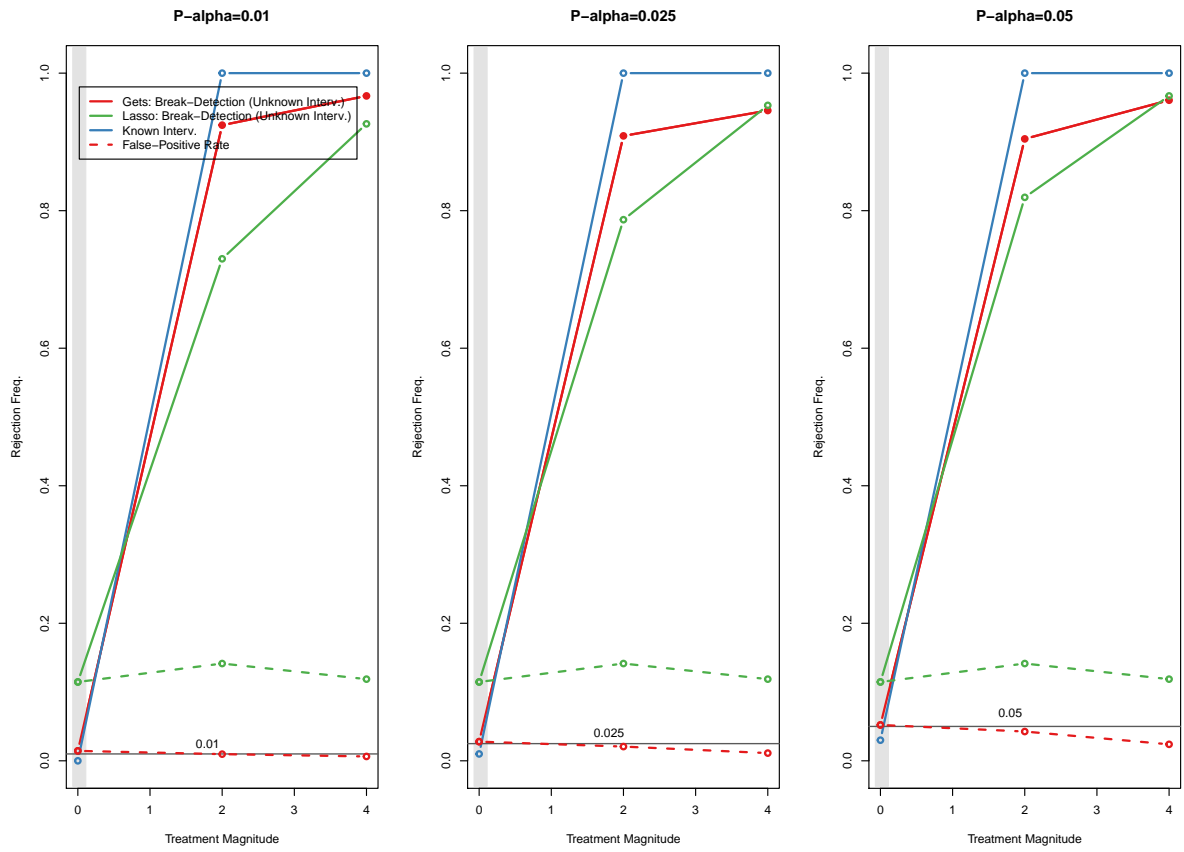 P−alpha=0.01
Rejection Freq.
1.0
0.8
0.6
0.4
0.2
0.0
Gets: Break−Detection (Unknown Interv.)
Lasso: Break−Detection (Unknown Interv.)
Known Interv.
False−Positive Rate
0.01
0 1 2 3 4
Treatment Magnitude
P−alpha=0.025
Rejection Freq.
1.0
0.8
0.6
0.4
0.2
0.0
0.025
0 1 2 3 4
Treatment Magnitude
P−alpha=0.05
Rejection Freq.
1.0
0.8
0.6
0.4
0.2
0.0
0.05
0 1 2 3 4
Treatment Magnitude